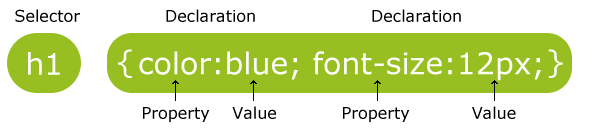 Selector Declaration Declaration
h1 {color:blue; font-size:12px;}
Property Value Property Value